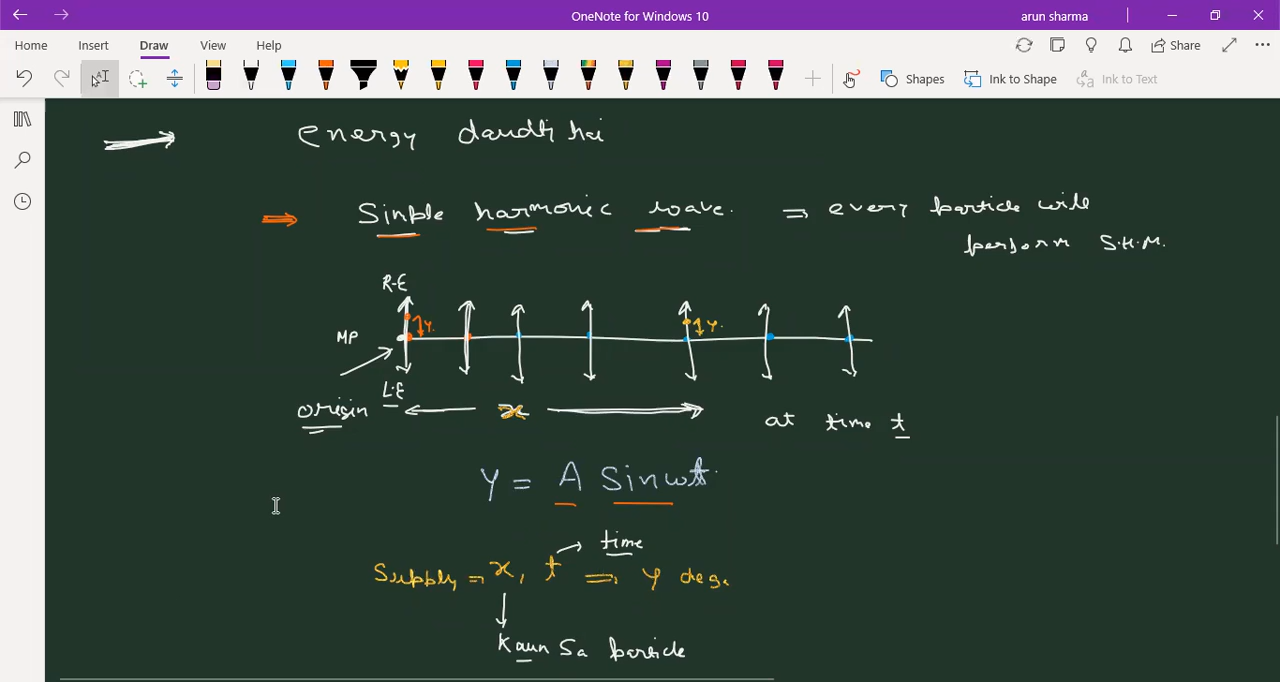 OneNote for Windows 10
arun sharma
Home Insert Draw View Help
Share
Shapes Ink to Shape Ink to Text
energy daudti hai
Simple harmonic wave. ⇒ every particle will
perform S.H.M.
R.E
Y. Y.
MP
L.E
origin x at time t
Y = A Sinωt
time
Supply = x, t ⇒ Y dega
Kaun Sa particle